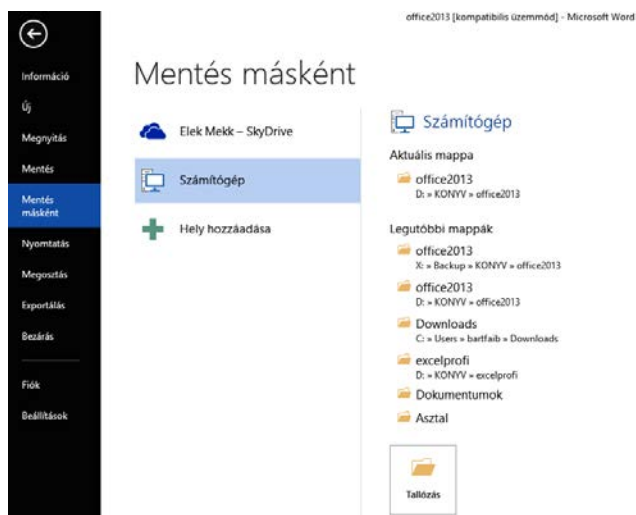 office2013 [kompatibilis üzemmód] - Microsoft Word
Információ
Új
Megnyitás
Mentés
Mentés
másként
Nyomtatás
Megosztás
Exportálás
Bezárás
Fiók
Beállítások
Mentés másként
Elek Mekk – SkyDrive
Számítógép
Hely hozzáadása
Számítógép
Aktuális mappa
office2013
D: » KONYV » office2013
Legutóbbi mappák
office2013
X: » Backup » KONYV » office2013
office2013
D: » KONYV » office2013
Downloads
C: » Users » bartfaib » Downloads
excelprofi
D: » KONYV » excelprofi
Dokumentumok
Asztal
Tallózás